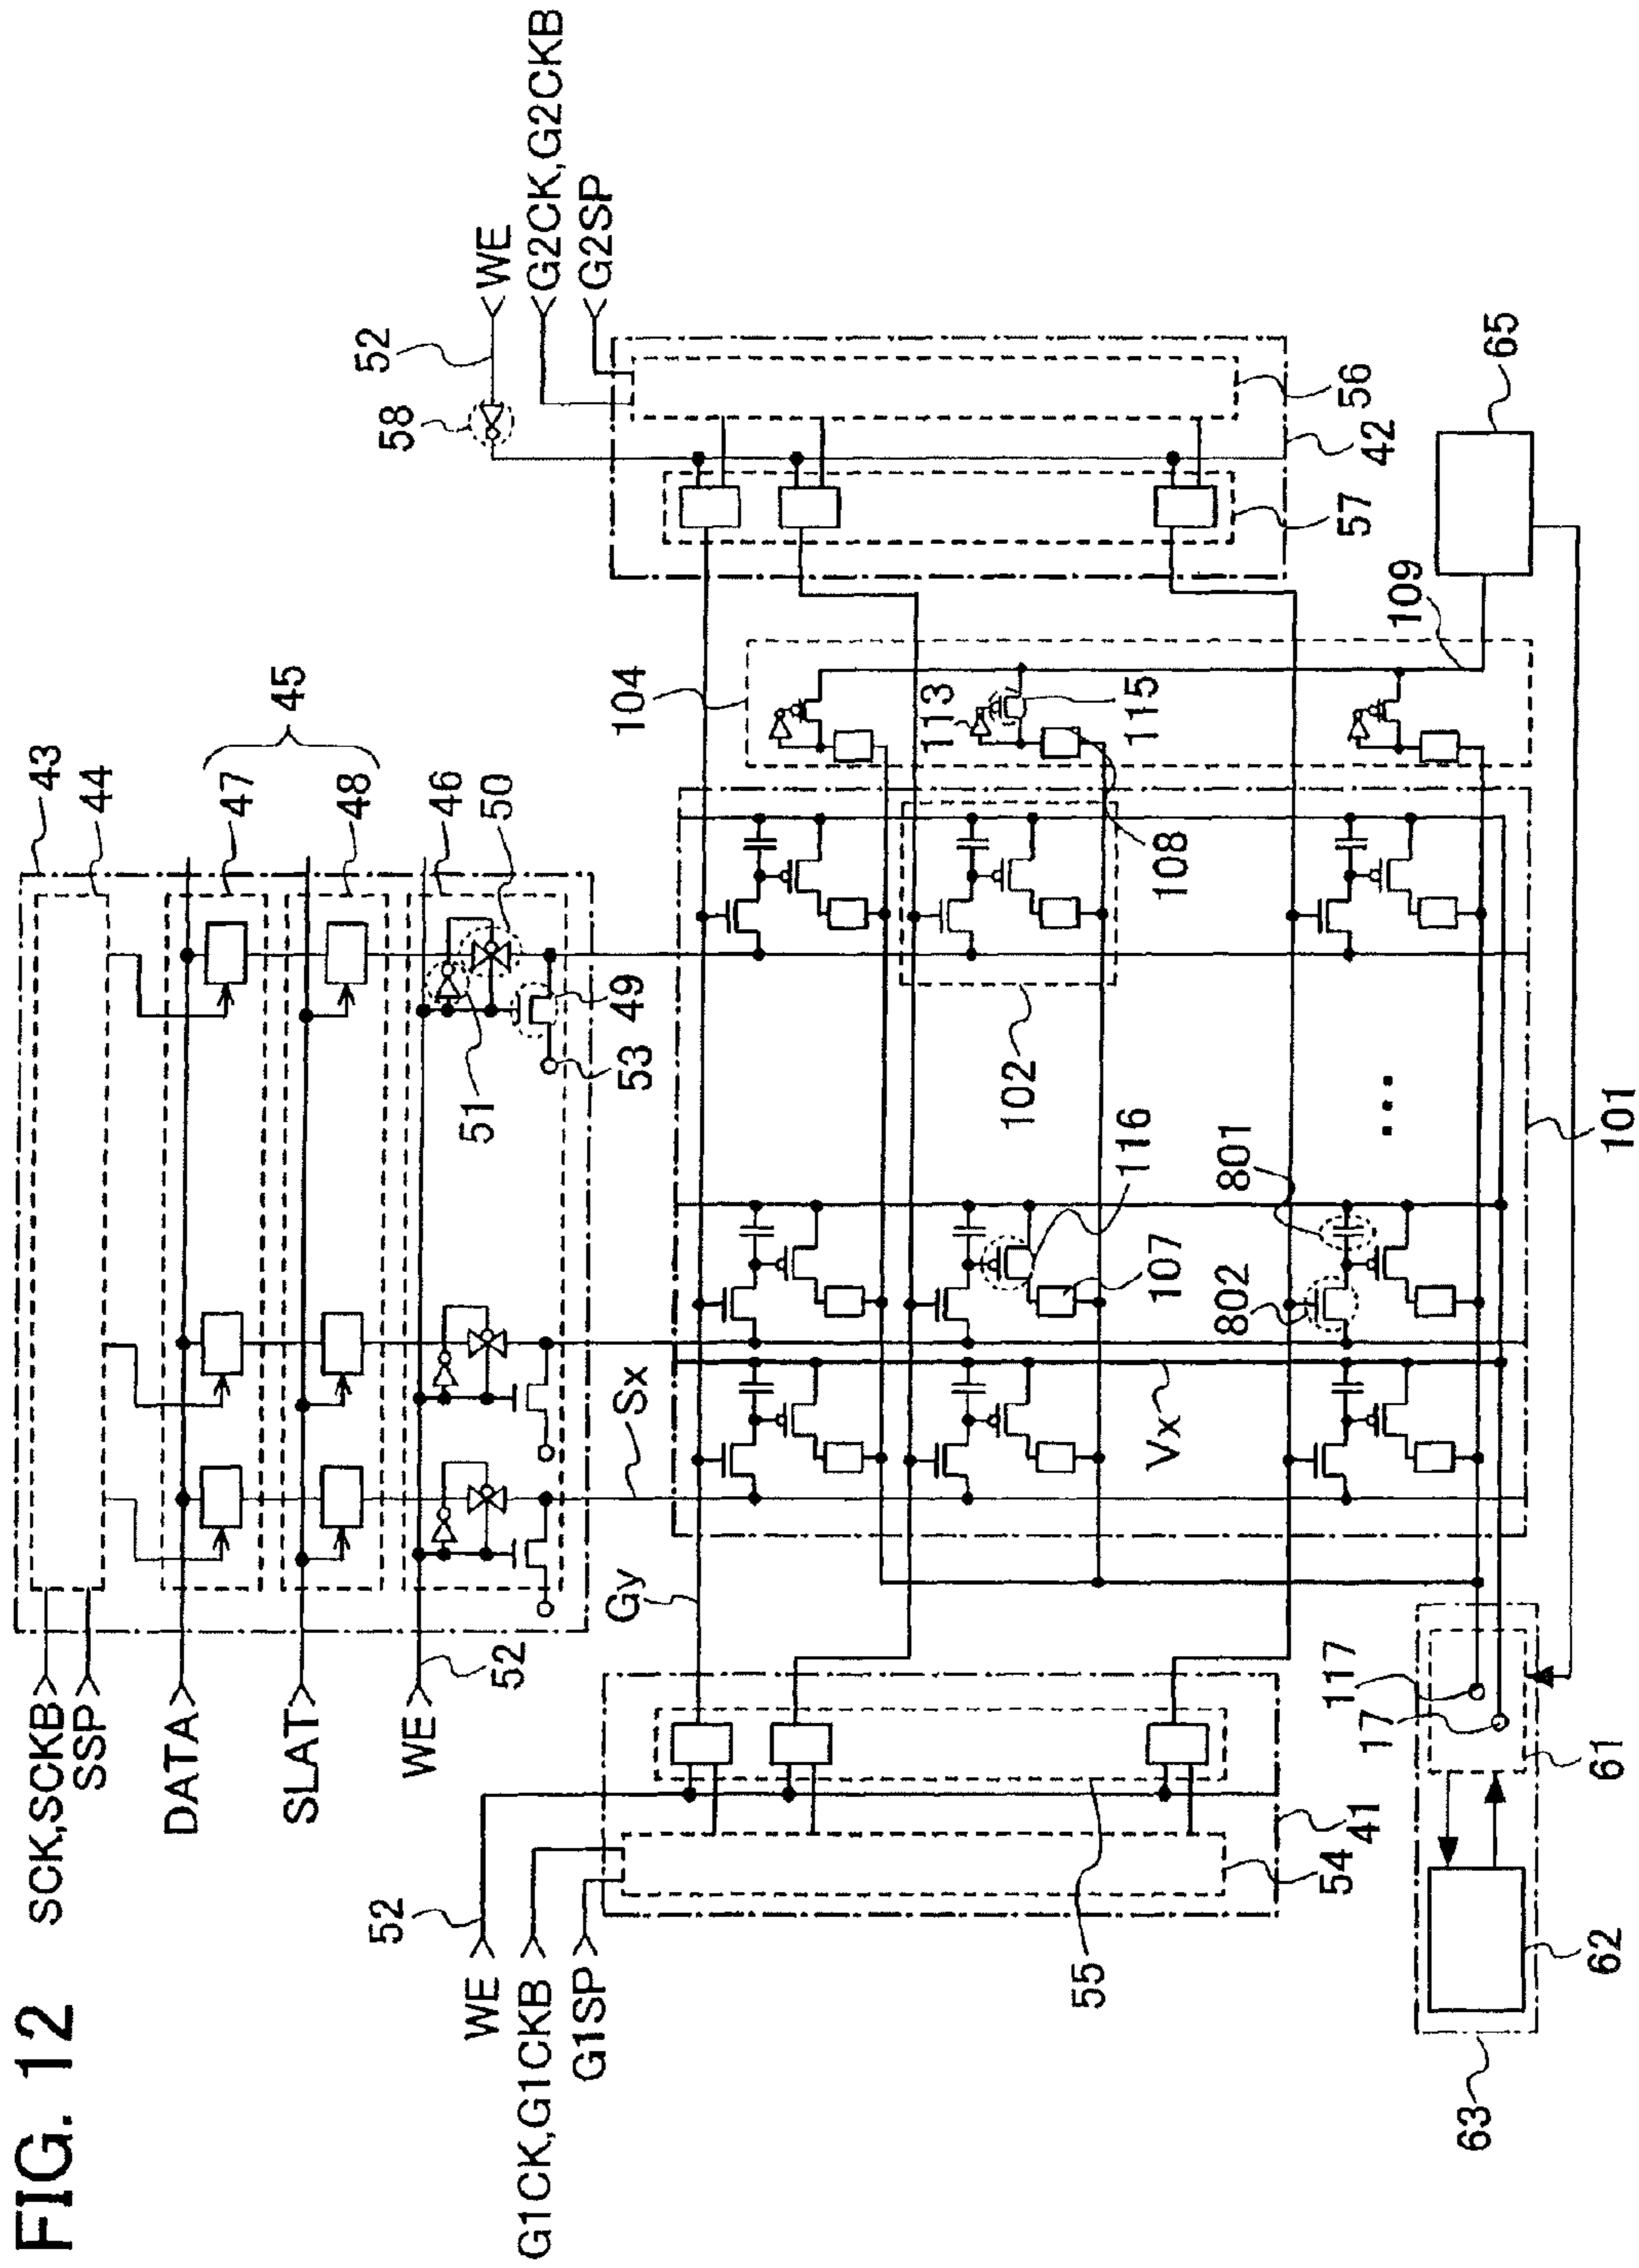 FIG. 12
SCK,SCKB
SSP
DATA
SLAT
WE
52
43
44
45
47
48
46
50
51
49
53
Sx
Gy
WE
52
G1CK,G1CKB
G1SP
55
54
41
58
52
WE
G2CK,G2CKB
G2SP
56
42
57
104
113
115
108
109
65
102
116
107
801
802
Vx
...
101
117
17
61
62
63